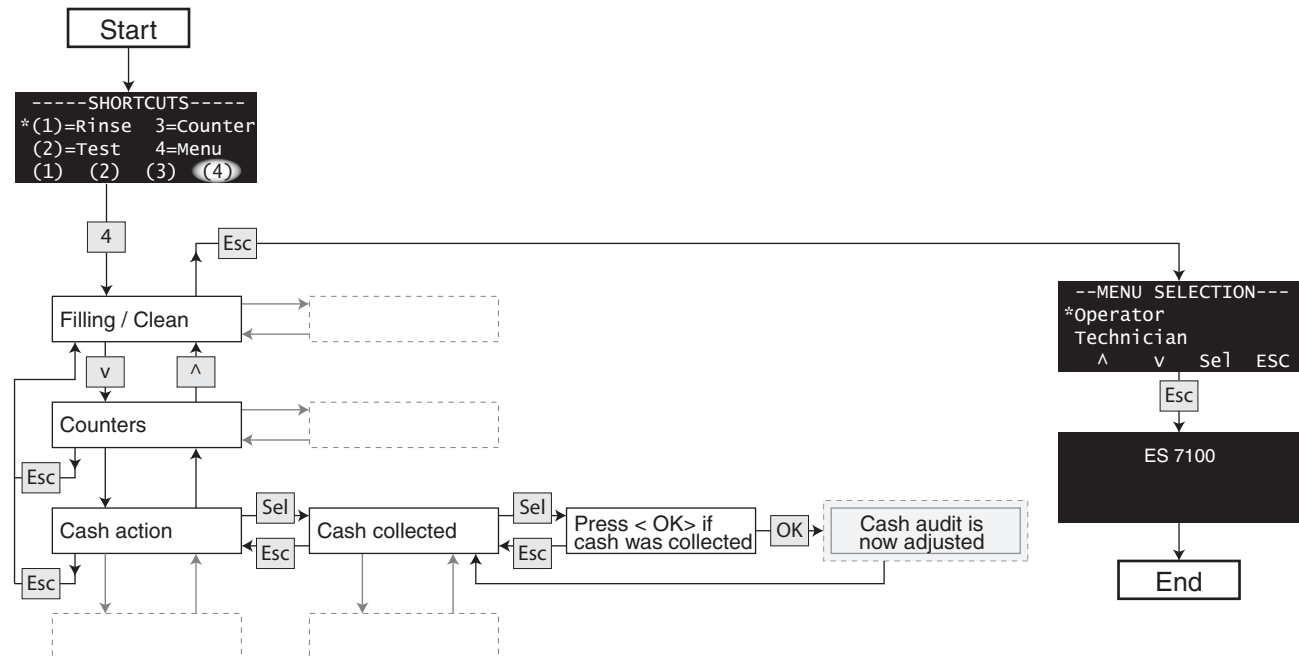 Start
-----SHORTCUTS-----
*(1)=Rinse 3=Counter
(2)=Test 4=Menu
(1) (2) (3) (4)
4
Esc
Filling / Clean
v
^
Counters
Esc
Cash action
Sel
Esc
Cash collected
Sel
Esc
Press < OK> if
cash was collected
OK
Cash audit is
now adjusted
Esc
--MENU SELECTION---
*Operator
Technician
^ v Sel ESC
Esc
ES 7100
End